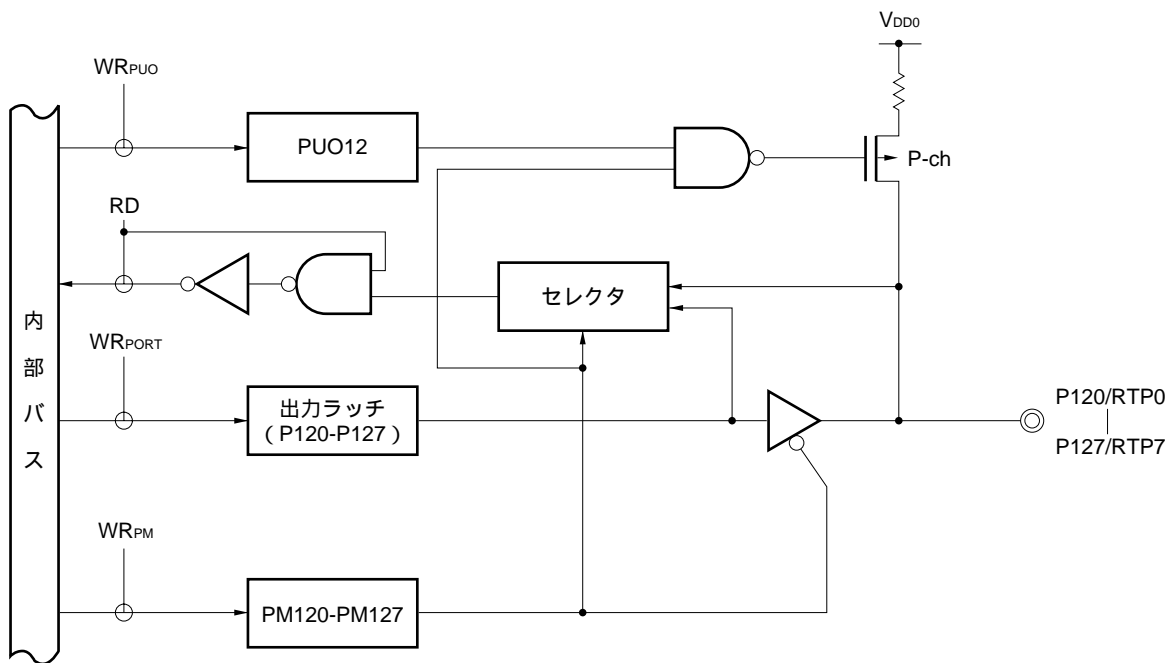 VDD0
WRPUO
PUO12
P-ch
RD
セレクタ
内部バス
WRPORT
出力ラッチ
(P120-P127)
P120/RTP0
P127/RTP7
WRPM
PM120-PM127